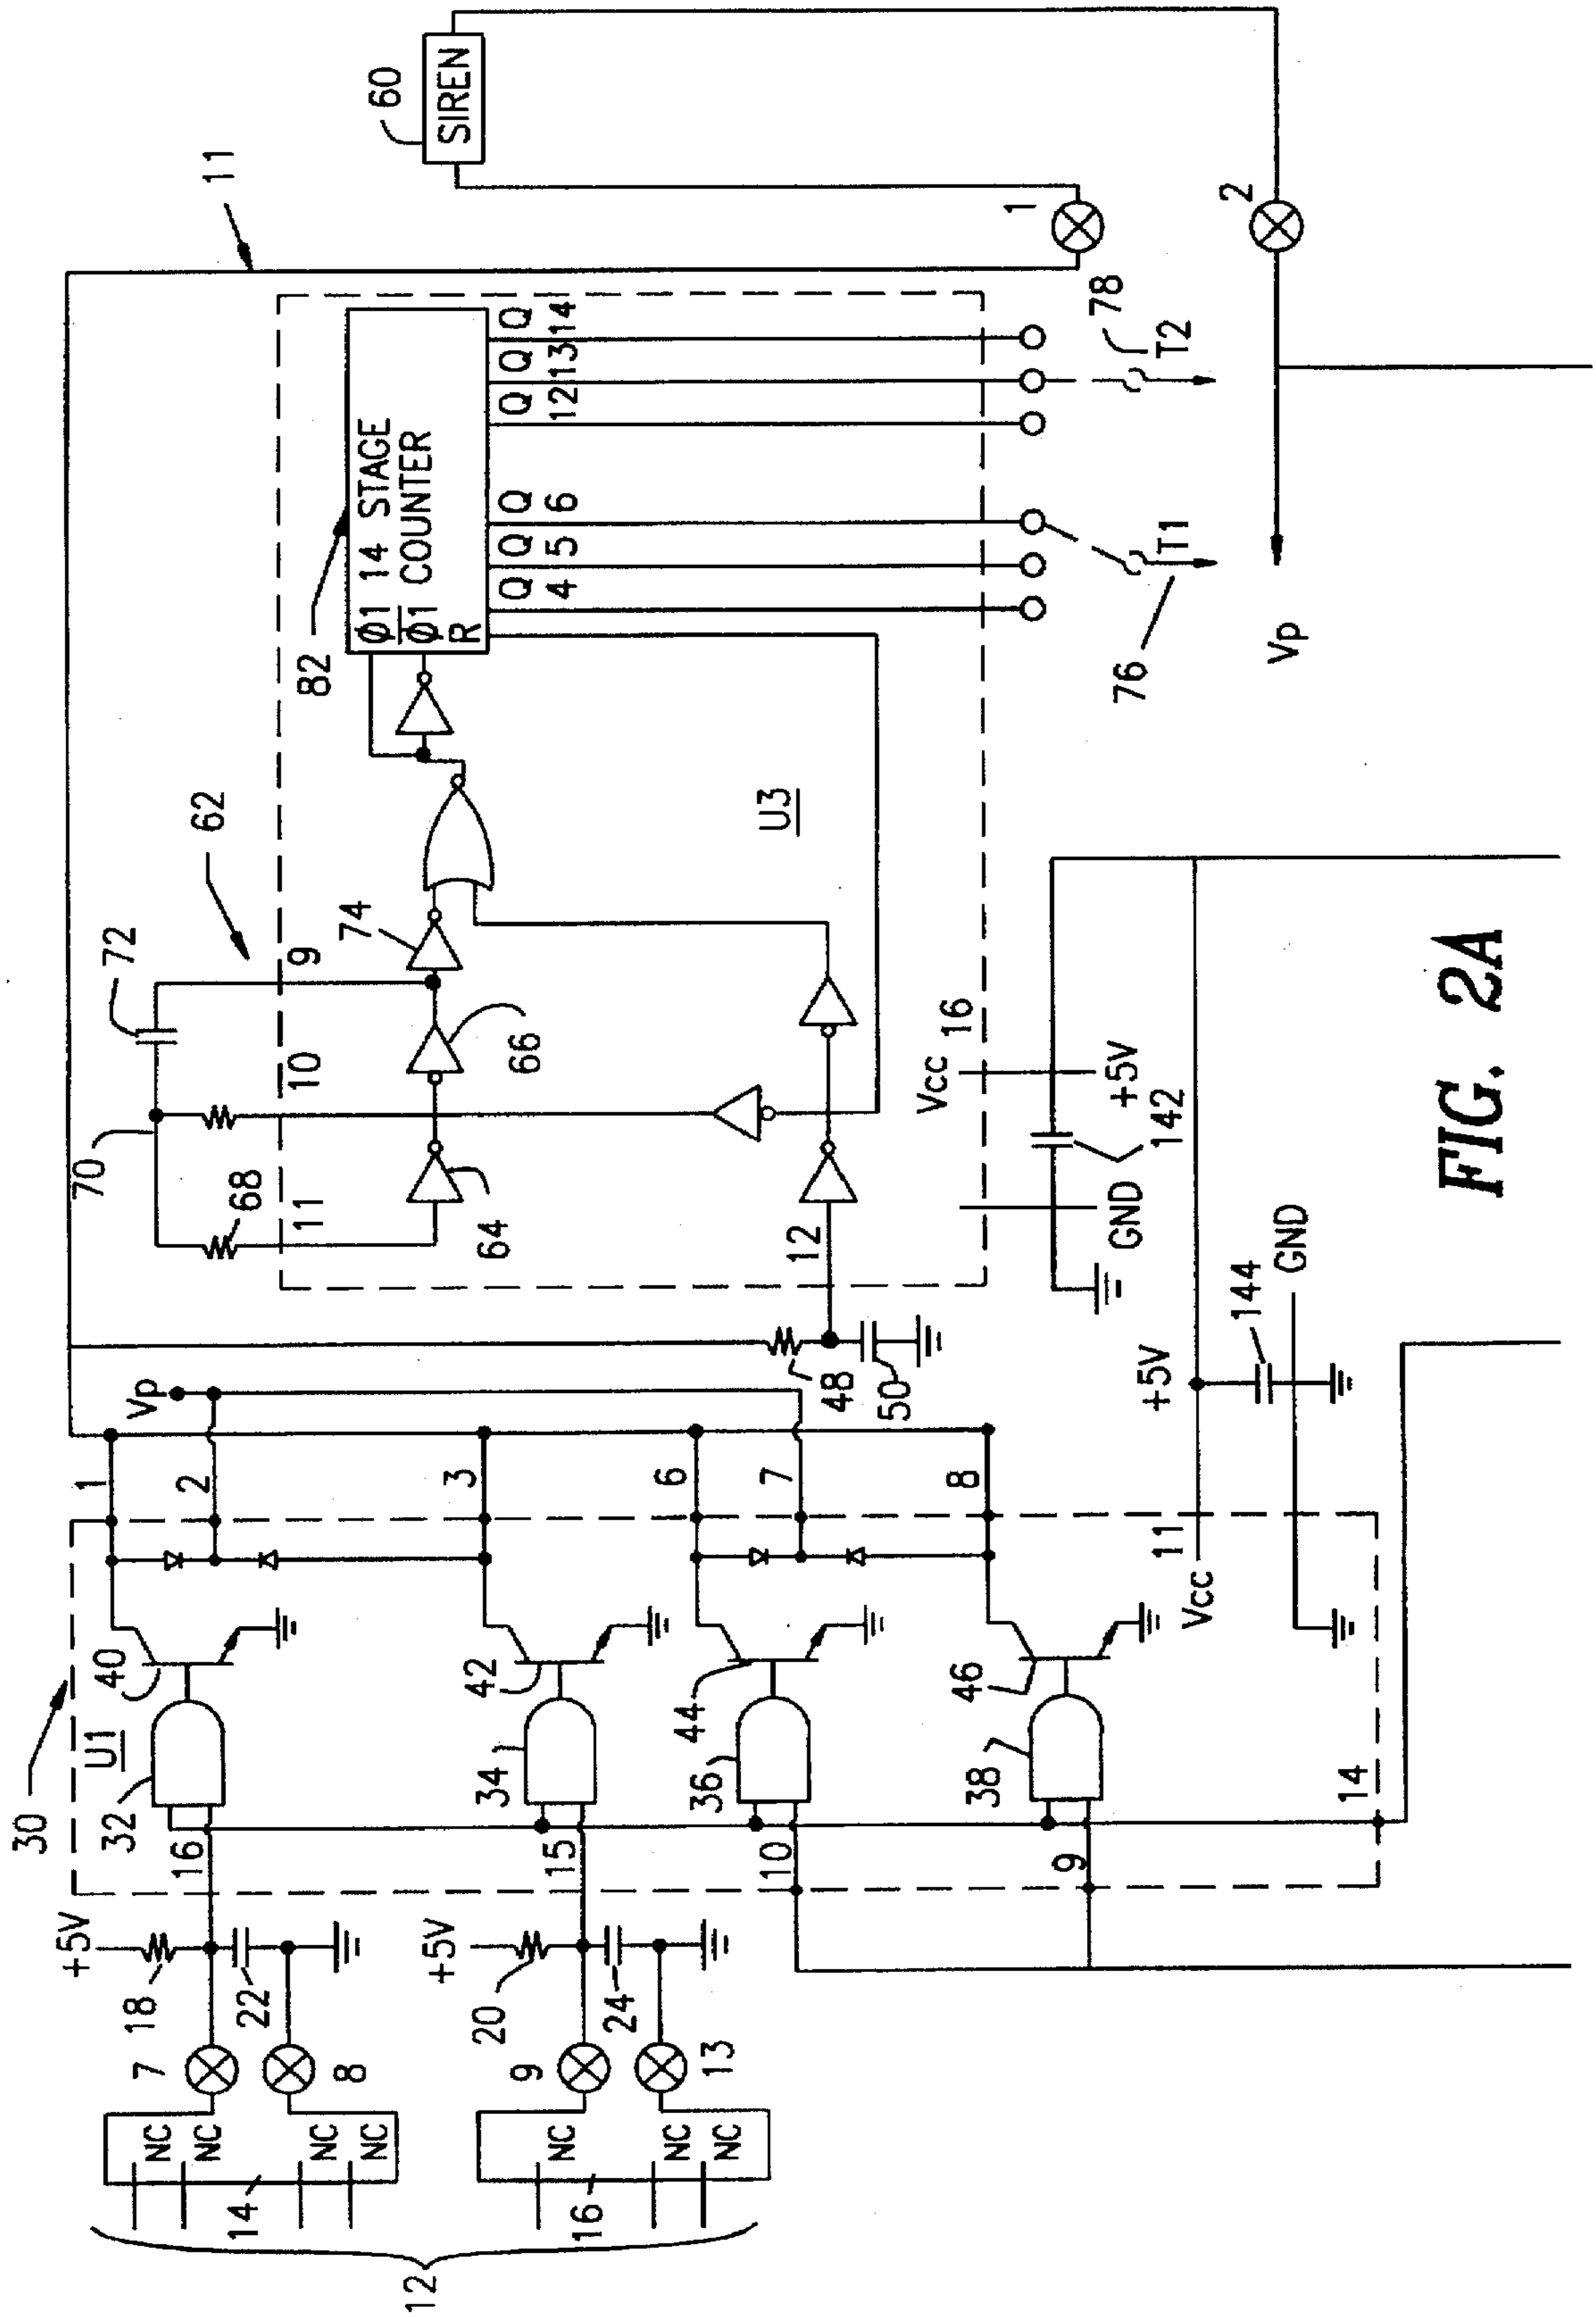 11
60
SIREN
1
2
78
T2
76
T1
Vp
82
Φ1 14 STAGE
Φ1 COUNTER
R
Q Q Q Q Q Q
4 5 6 12 13 14
62
72
9
74
10
66
70
68
11
64
U3
12
Vcc 16
+5V
142
GND
48
50
Vp
1
2
3
6
7
8
30
U1
40
32
16
42
34
15
44
36
10
46
38
9
Vcc
11
14
+5V
144
GND
+5V
18
22
7
8
NC
NC
NC
NC
14
+5V
20
24
9
13
NC
NC
NC
16
12
FIG. 2A